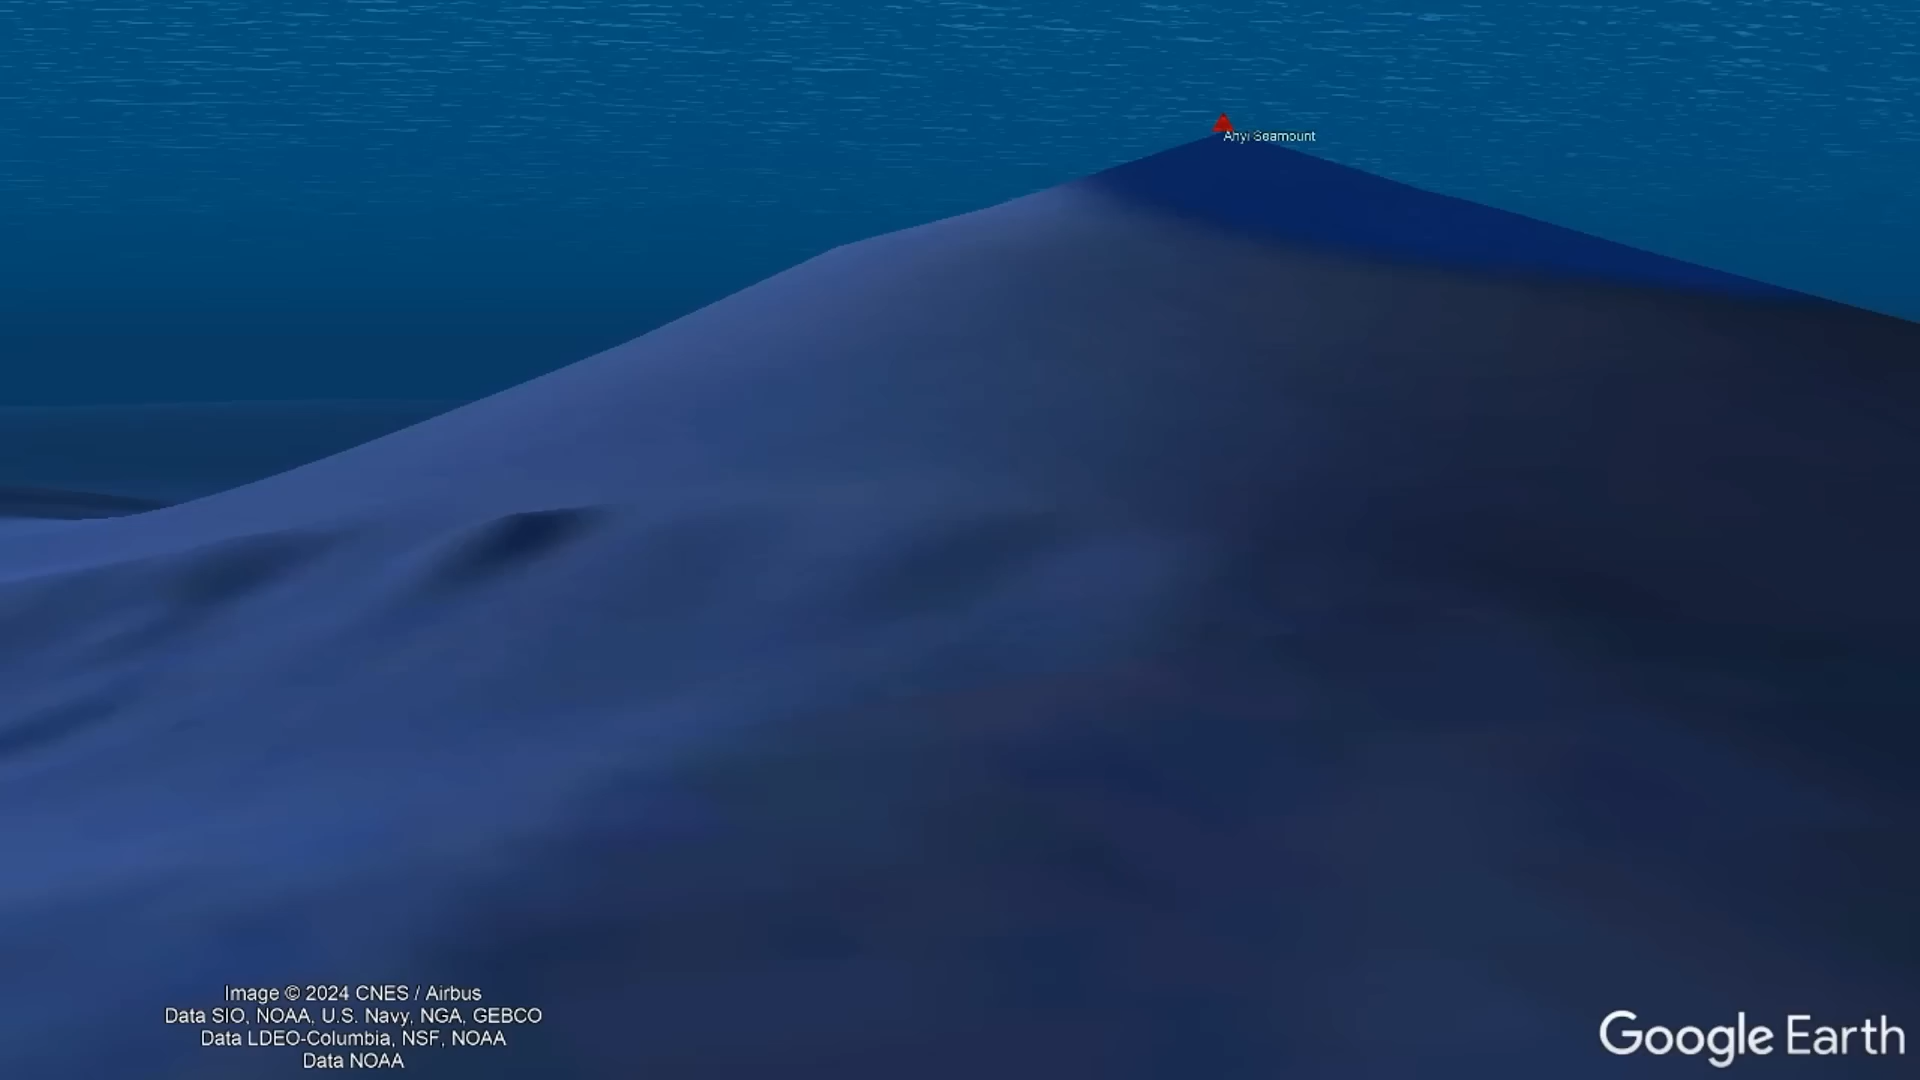 Anyi Seamount
Image © 2024 CNES / Airbus
Data SIO, NOAA, U.S. Navy, NGA, GEBCO
Data LDEO-Columbia, NSF, NOAA
Data NOAA
Google Earth